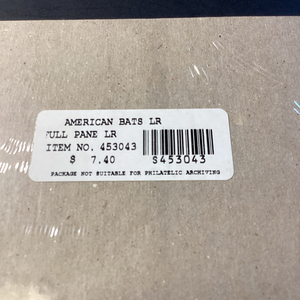 AMERICAN BATS LR
FULL PANE LR
ITEM NO. 453043
$ 7.40
S453043
PACKAGE NOT SUITABLE FOR PHILATELIC ARCHIVING